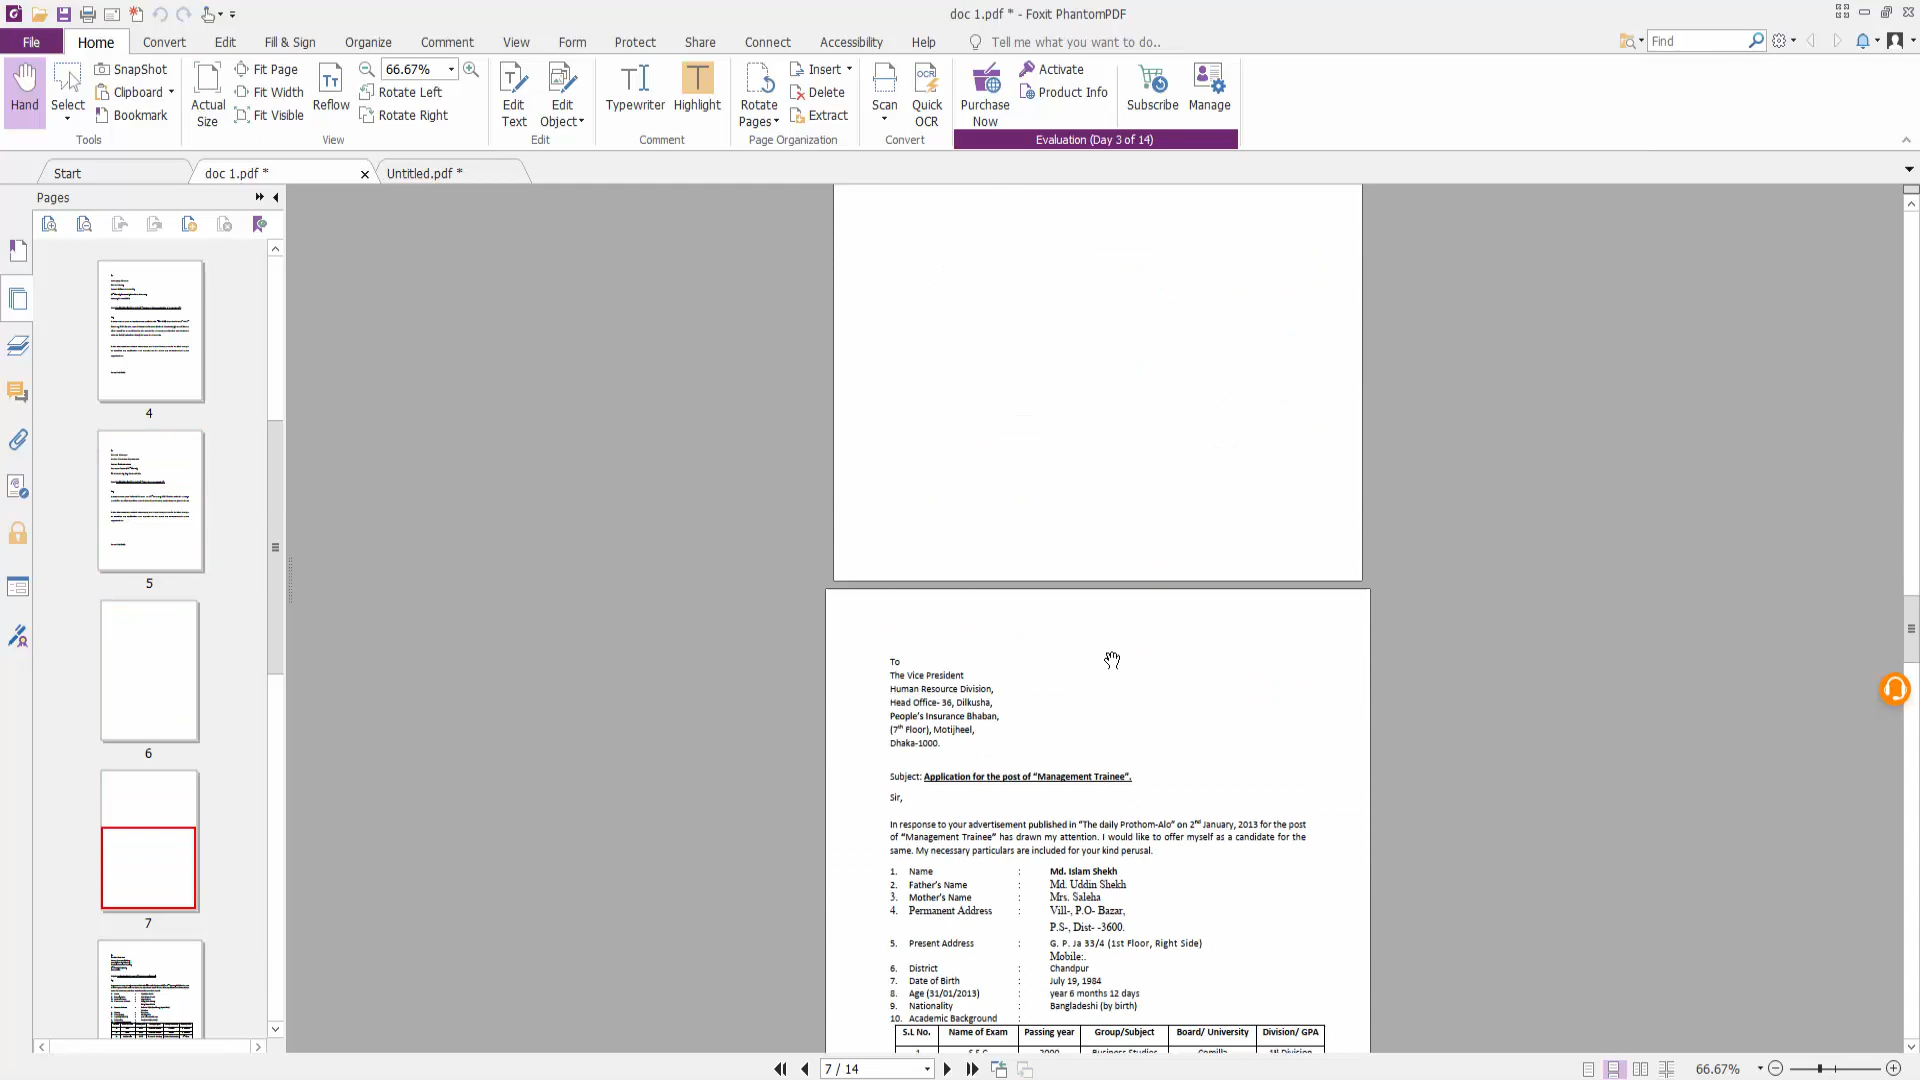 doc 1.pdf * - Foxit PhantomPDF
File Home Convert Edit Fill & Sign Organize Comment View Form Protect Share Connect Accessibility Help Tell me what you want to do.. Find
Hand
Select
SnapShot
Clipboard
Bookmark
Tools
Actual Size
Fit Page
Fit Width
Fit Visible
Reflow
66.67%
Rotate Left
Rotate Right
View
Edit Text
Edit Object
Edit
Typewriter
Highlight
Comment
Rotate Pages
Insert
Delete
Extract
Page Organization
Scan
Quick OCR
Convert
Purchase Now
Activate
Product Info
Subscribe
Manage
Evaluation (Day 3 of 14)
Start
doc 1.pdf *
Untitled.pdf *
Pages
4
5
6
7
To
The Vice President
Human Resource Division,
Head Office- 36, Dilkusha,
People's Insurance Bhaban,
(7th Floor), Motijheel,
Dhaka-1000.
Subject: Application for the post of “Management Trainee”.
Sir,
In response to your advertisement published in “The daily Prothom-Alo” on 2nd January, 2013 for the post
of “Management Trainee” has drawn my attention. I would like to offer myself as a candidate for the
same. My necessary particulars are included for your kind perusal.
1. Name : Md. Islam Shekh
2. Father's Name : Md. Uddin Shekh
3. Mother's Name : Mrs. Saleha
4. Permanent Address : Vill-, P.O- Bazar,
P.S-, Dist- -3600.
5. Present Address : G. P. Ja 33/4 (1st Floor, Right Side)
Mobile:.
6. District : Chandpur
7. Date of Birth : July 19, 1984
8. Age (31/01/2013) : year 6 months 12 days
9. Nationality : Bangladeshi (by birth)
10. Academic Background :
S.L No. Name of Exam Passing year Group/Subject Board/ University Division/ GPA
7 / 14
66.67%